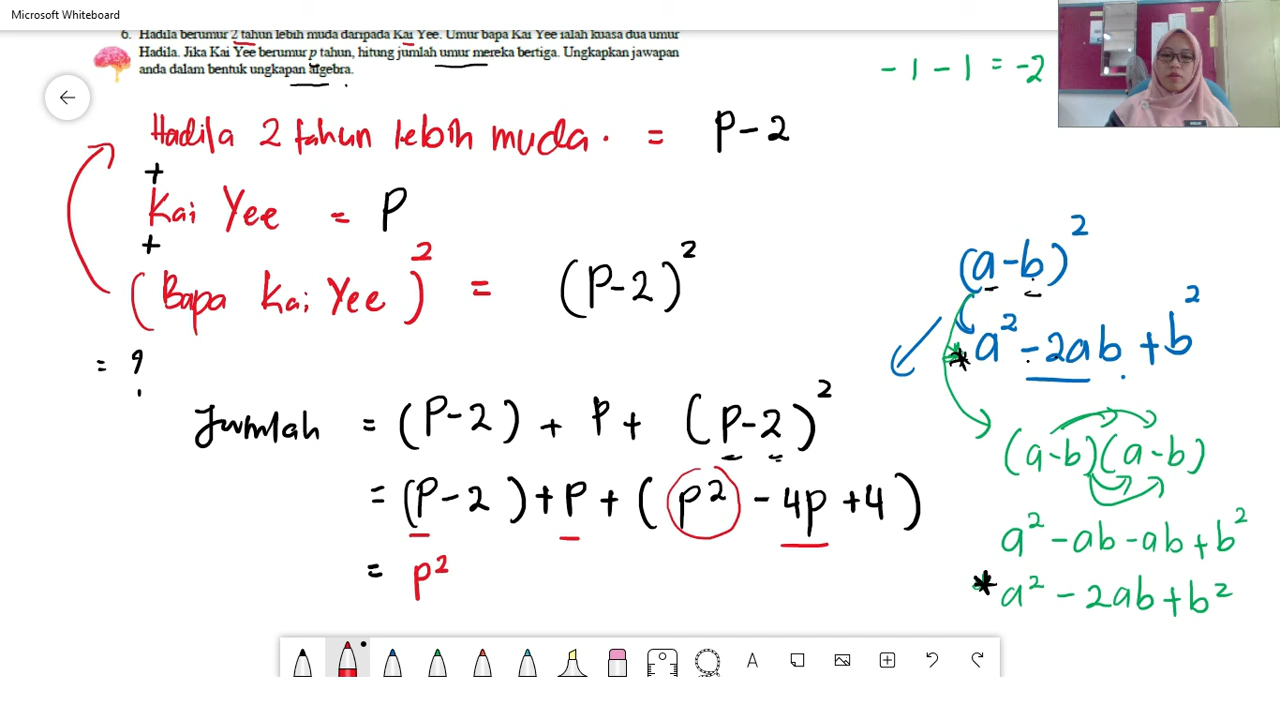 Microsoft Whiteboard
6. Hadila berumur 2 tahun lebih muda daripada Kai Yee. Umur bapa Kai Yee ialah kuasa dua umur
Hadila. Jika Kai Yee berumur p tahun, hitung jumlah umur mereka bertiga. Ungkapkan jawapan
anda dalam bentuk ungkapan algebra.
-1 -1 = -2
Hadila 2 tahun lebih muda. = P-2
+
Kai Yee = P
+
(Bapa Kai Yee)² = (P-2)²
= ?
(a-b)²
* a² -2ab + b²
Jumlah = (P-2) + P + (P-2)²
= (P-2) + P + (p² - 4p + 4)
= p²
(a-b)(a-b)
a² - ab - ab + b²
* a² - 2ab + b²
A